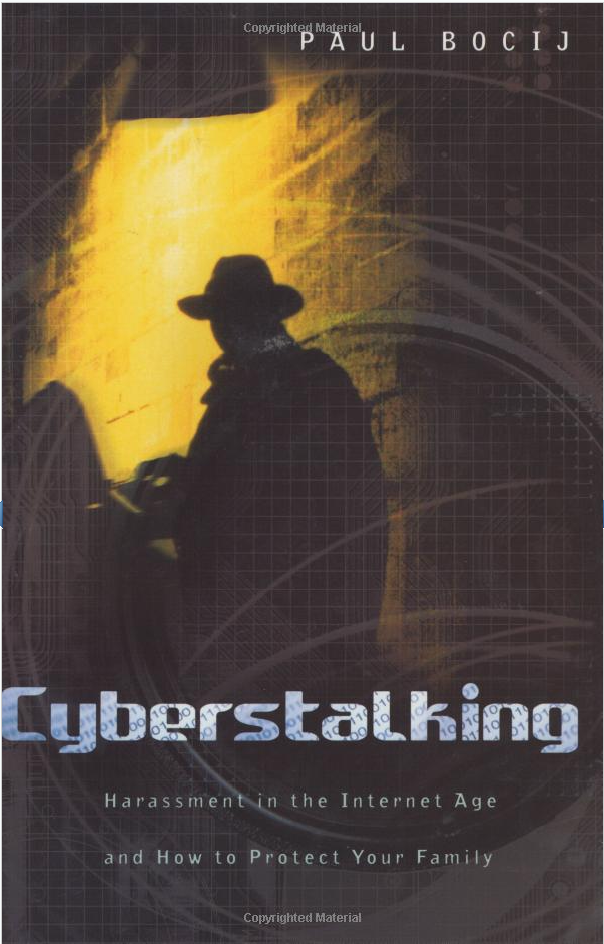 Copyrighted Material
PAUL BOCIJ
Cyberstalking
Harassment in the Internet Age
and How to Protect Your Family
Copyrighted Material